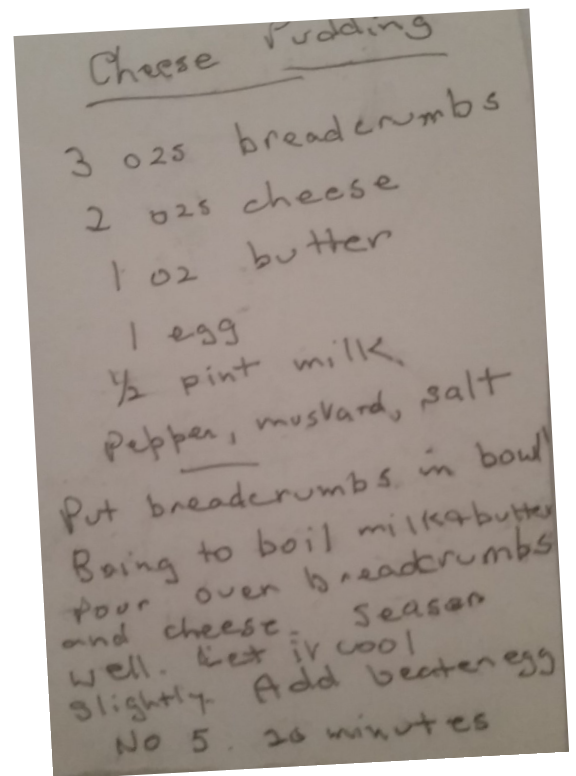 Cheese Pudding
3 ozs breadcrumbs
2 ozs cheese
1 oz butter
1 egg
½ pint milk.
Pepper, mustard, salt
Put breadcrumbs in bowl
Bring to boil milk & butter
pour over breadcrumbs
and cheese. Season
well. Let it cool
slightly. Add beaten egg
No 5. 20 minutes